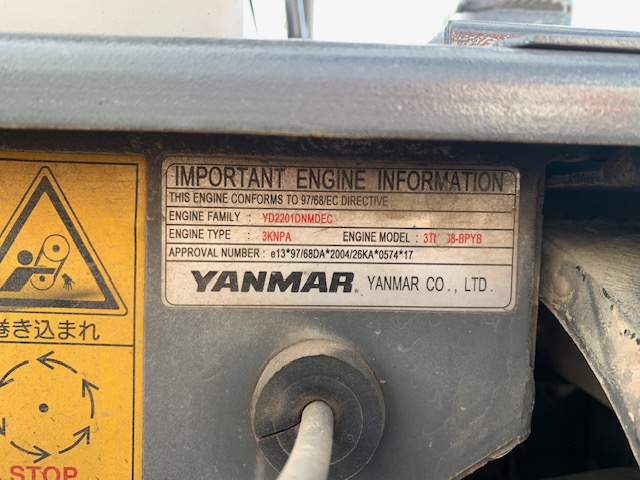 IMPORTANT ENGINE INFORMATION
THIS ENGINE CONFORMS TO 97/68/EC DIRECTIVE
ENGINE FAMILY : YD2201DNMDEC
ENGINE TYPE : 3KNPA ENGINE MODEL :
APPROVAL NUMBER : e13*97/68DA*2004/26KA*0574*17
YANMAR YANMAR CO., LTD.
巻き込まれ
STOP